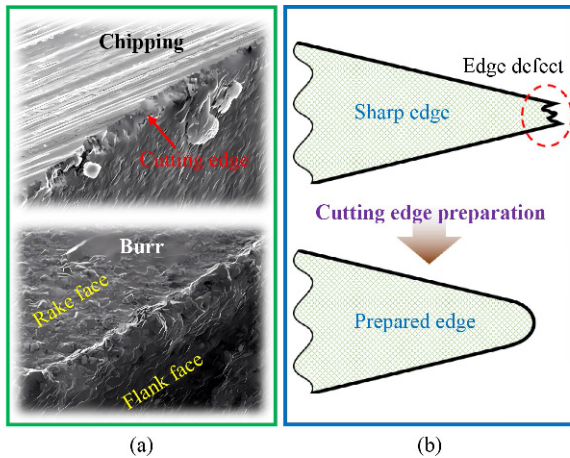 Chipping
Cutting edge
Burr
Rake face
Flank face
(a)
Edge defect
Sharp edge
Cutting edge preparation
Prepared edge
(b)